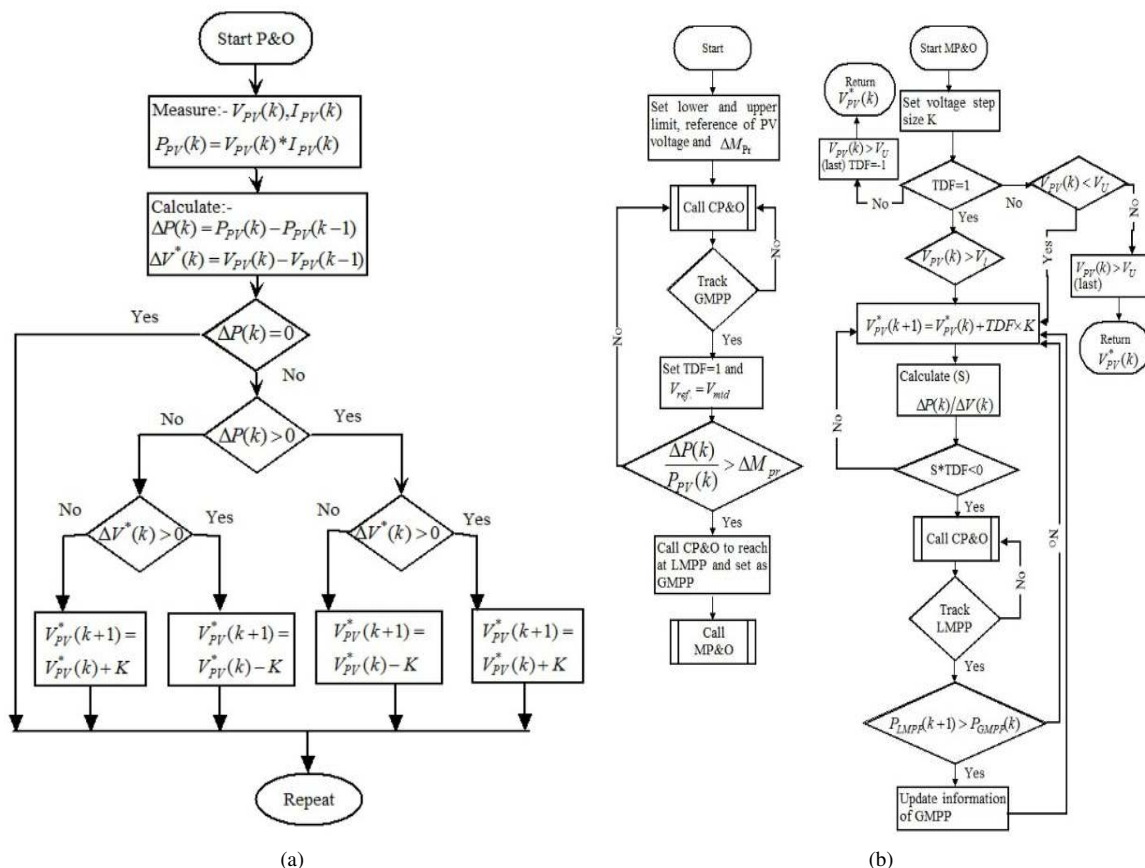 Start P&O
Measure:- V_PV(k), I_PV(k)
P_PV(k) = V_PV(k) * I_PV(k)
Calculate:-
ΔP(k) = P_PV(k) − P_PV(k−1)
ΔV*(k) = V_PV(k) − V_PV(k−1)
Yes
ΔP(k) = 0
No
No
ΔP(k) > 0
Yes
No
ΔV*(k) > 0
Yes
No
ΔV*(k) > 0
Yes
V*_PV(k+1) =
V*_PV(k) + K
V*_PV(k+1) =
V*_PV(k) − K
V*_PV(k+1) =
V*_PV(k) − K
V*_PV(k+1) =
V*_PV(k) + K
Repeat
(a)
Start
Set lower and upper
limit, reference of PV
voltage and ΔM_Pr
Call CP&O
No
Track
GMPP
No
Yes
Set TDF=1 and
V_ref. = V_mid
ΔP(k)
P_PV(k)
> ΔM_pr
Yes
Call CP&O to reach
at LMPP and set as
GMPP
Call
MP&O
Start MP&O
Return
V*_PV(k)
Set voltage step
size K
V_PV(k) > V_U
(last) TDF=-1
TDF=1
V_PV(k) < V_U
No
No
No
Yes
V_PV(k) > V_l
Yes
V_PV(k) > V_U
(last)
V*_PV(k+1) = V*_PV(k) + TDF × K
Return
V*_PV(k)
Calculate (S)
ΔP(k)/ΔV(k)
No
S*TDF<0
Yes
Call CP&O
No
No
Track
LMPP
Yes
P_LMPP(k+1) > P_GMPP(k)
Yes
Update information
of GMPP
(b)